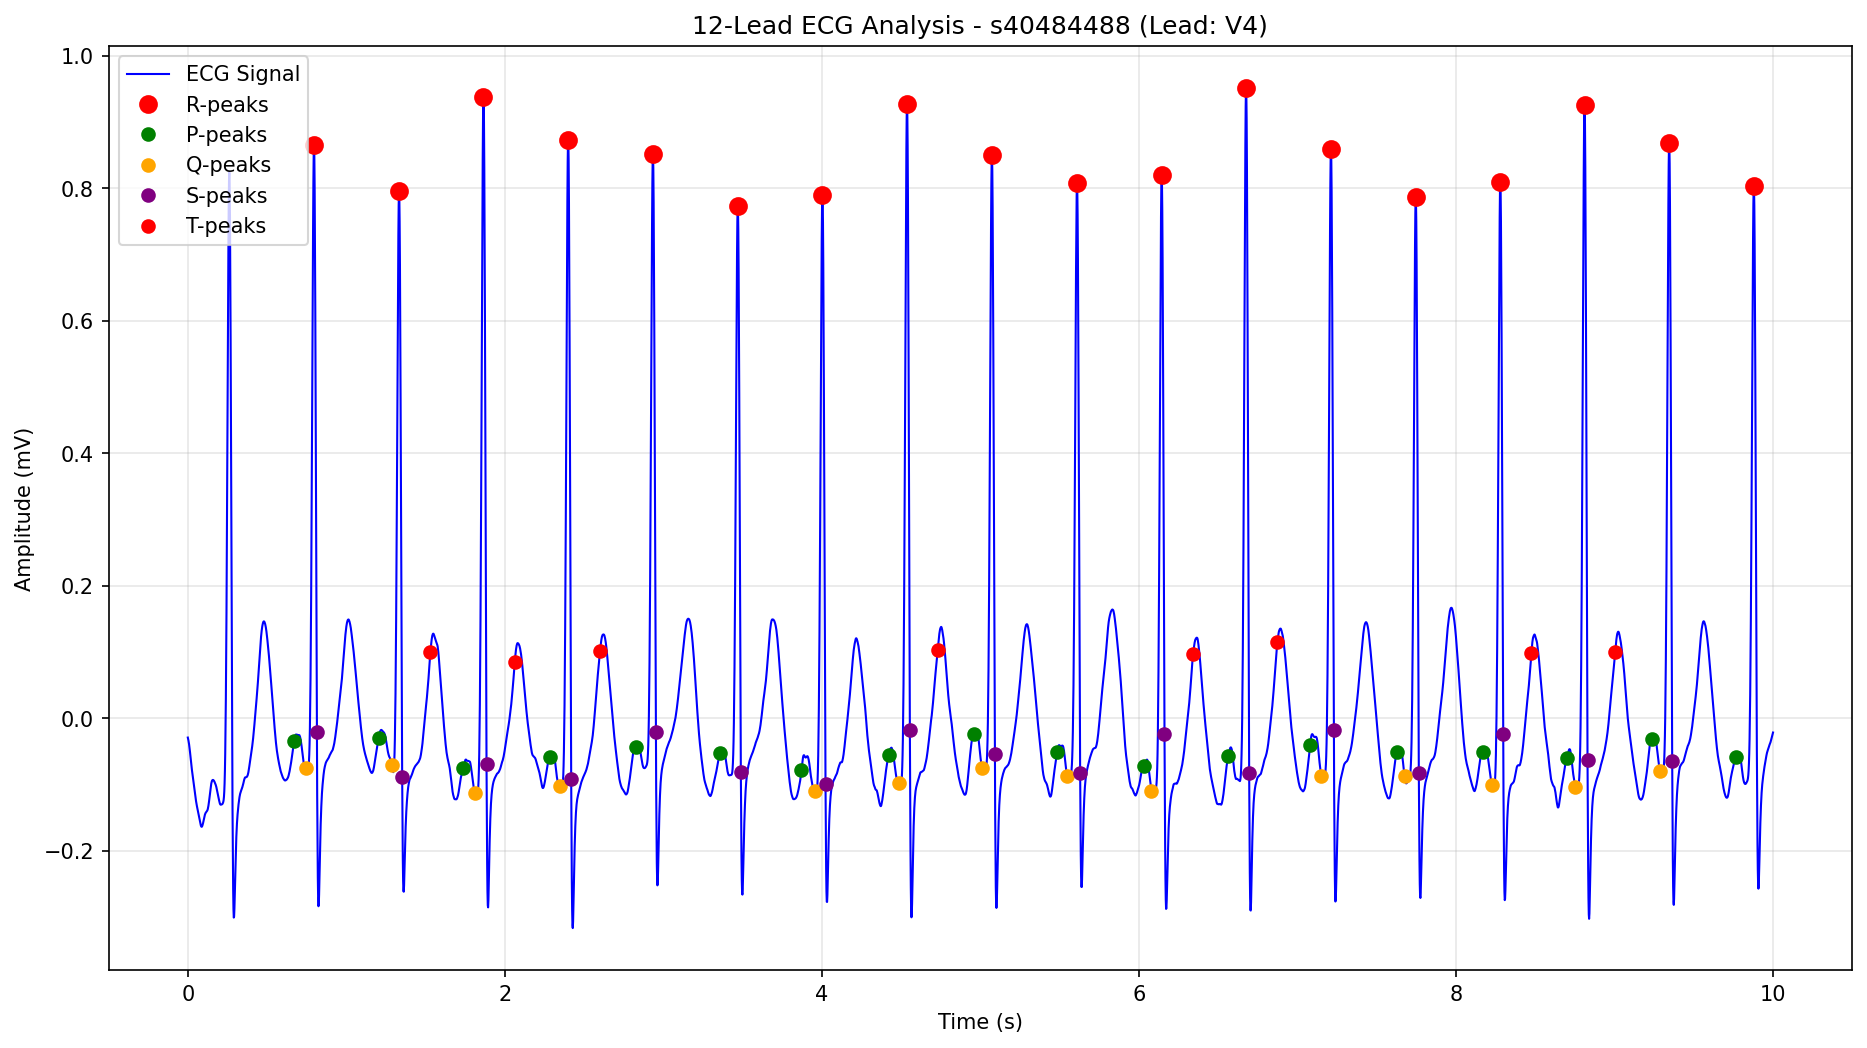 12-Lead ECG Analysis - s40484488 (Lead: V4)
ECG Signal
R-peaks
P-peaks
Q-peaks
S-peaks
T-peaks
Amplitude (mV)
1.0
0.8
0.6
0.4
0.2
0.0
−0.2
0 2 4 6 8 10
Time (s)